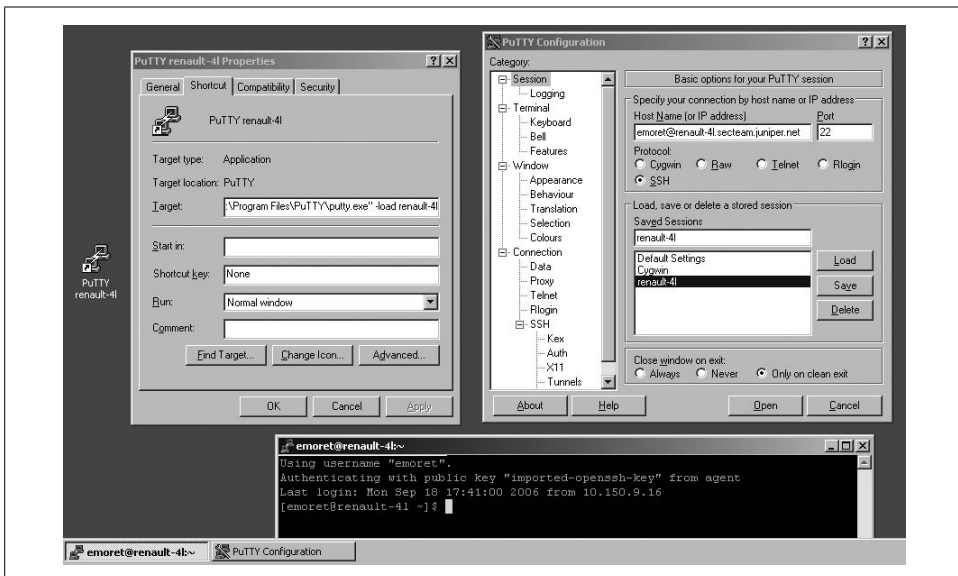 PuTTY renault-4l
PuTTY renault-4l Properties
General Shortcut Compatibility Security
PuTTY renault-4l
Target type: Application
Target location: PuTTY
Target: :\Program Files\PuTTY\putty.exe" -load renault-4l
Start in:
Shortcut key: None
Run: Normal window
Comment:
Find Target... Change Icon... Advanced...
OK Cancel Apply
PuTTY Configuration
Category:
Session
Logging
Terminal
Keyboard
Bell
Features
Window
Appearance
Behaviour
Translation
Selection
Colours
Connection
Data
Proxy
Telnet
Rlogin
SSH
Kex
Auth
X11
Tunnels
Basic options for your PuTTY session
Specify your connection by host name or IP address
Host Name (or IP address) Port
emoret@renault-4l.secteam.juniper.net 22
Protocol:
Cygwin Raw Telnet Rlogin
SSH
Load, save or delete a stored session
Saved Sessions
renault-4l
Default Settings
Cygwin
renault-4l
Load
Save
Delete
Close window on exit:
Always Never Only on clean exit
About Help Open Cancel
emoret@renault-4l:~
Using username "emoret".
Authenticating with public key "imported-openssh-key" from agent
Last login: Mon Sep 18 17:41:00 2006 from 10.150.9.16
[emoret@renault-4l ~]$
emoret@renault-4l:~ PuTTY Configuration